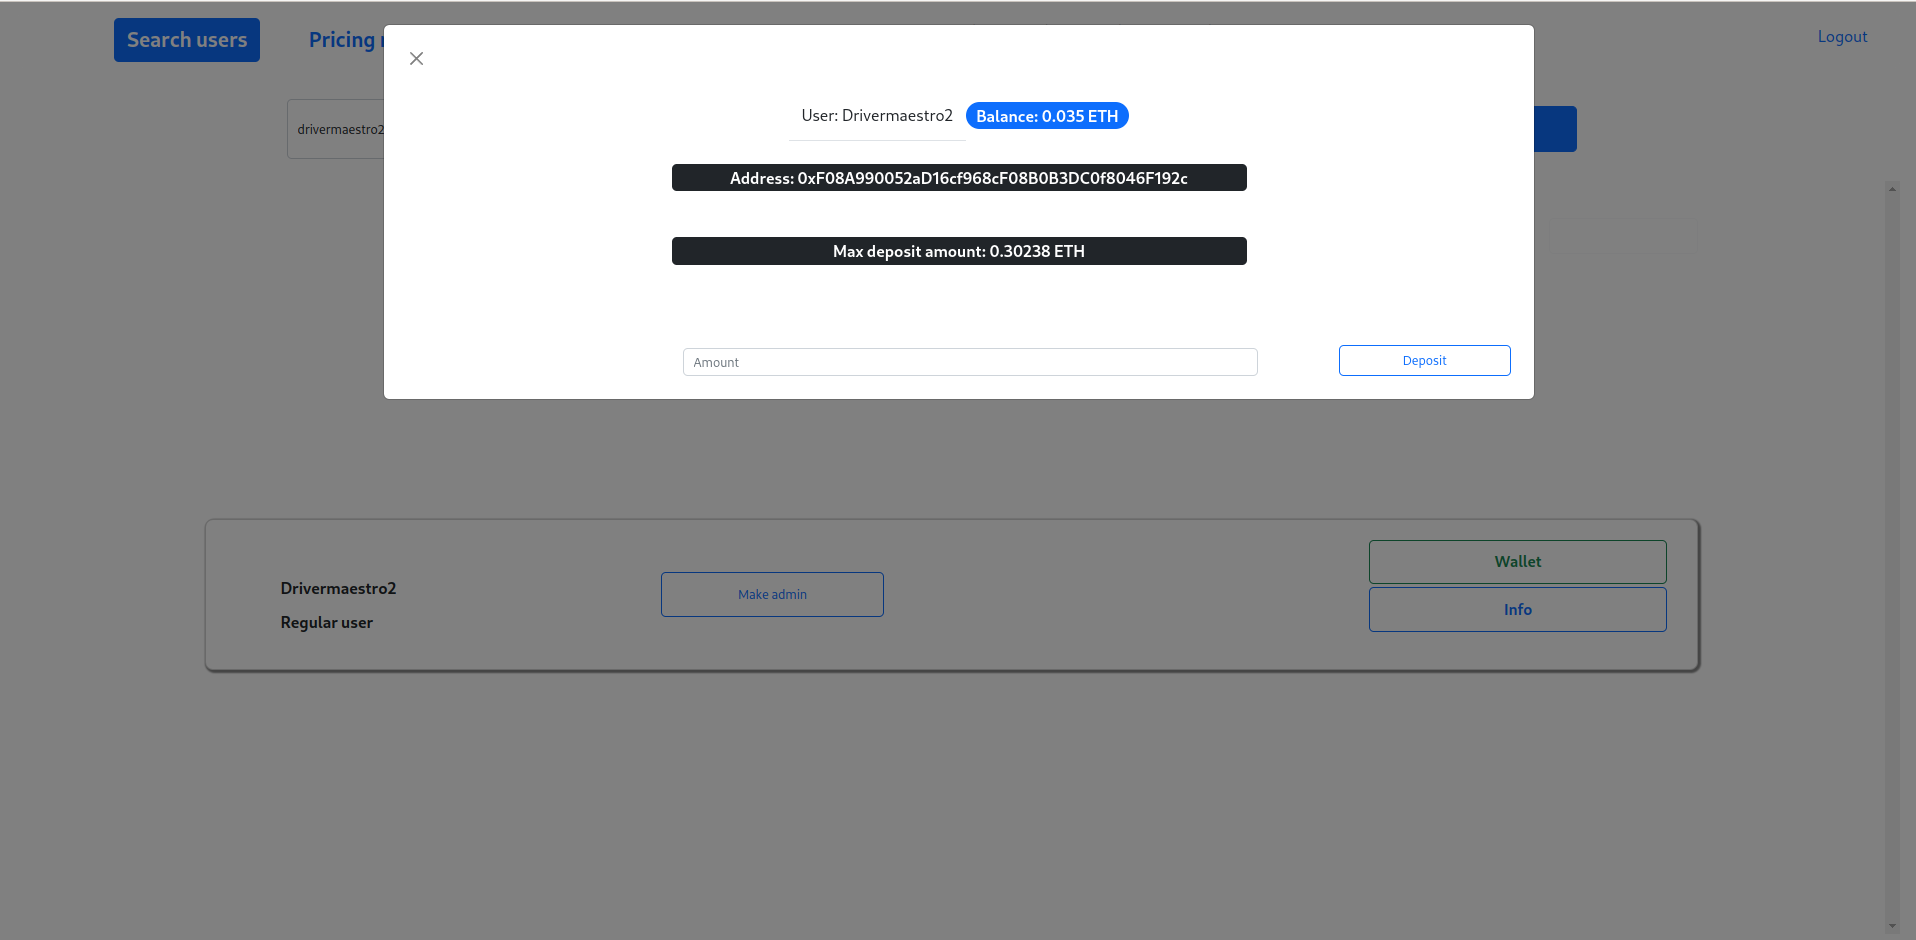 Search users
Pricing
Logout
drivermaestro2
User: Drivermaestro2
Balance: 0.035 ETH
Address: 0xF08A990052aD16cf968cF08B0B3DC0f8046F192c
Max deposit amount: 0.30238 ETH
Amount
Deposit
Drivermaestro2
Regular user
Make admin
Wallet
Info